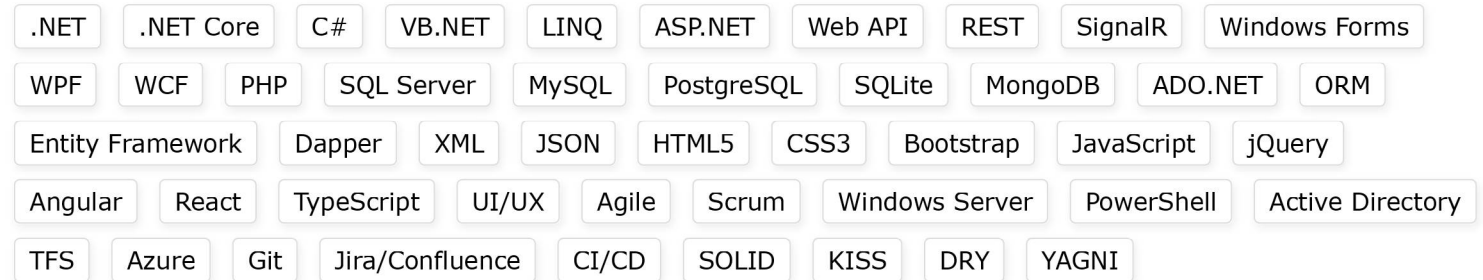 .NET .NET Core C# VB.NET LINQ ASP.NET Web API REST SignalR Windows Forms
WPF WCF PHP SQL Server MySQL PostgreSQL SQLite MongoDB ADO.NET ORM
Entity Framework Dapper XML JSON HTML5 CSS3 Bootstrap JavaScript jQuery
Angular React TypeScript UI/UX Agile Scrum Windows Server PowerShell Active Directory
TFS Azure Git Jira/Confluence CI/CD SOLID KISS DRY YAGNI